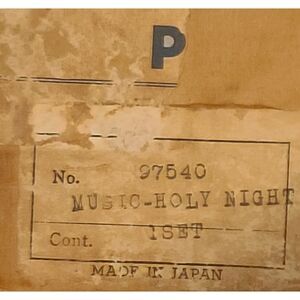 P
No. 97540
MUSIC-HOLY NIGHT
Cont. 1SET
MADE IN JAPAN